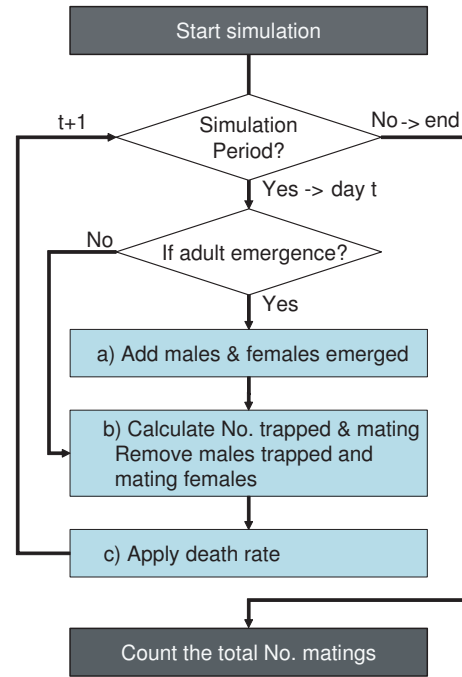 Start simulation
t+1
Simulation
Period?
No -> end
Yes -> day t
No
If adult emergence?
Yes
a) Add males & females emerged
b) Calculate No. trapped & mating
Remove males trapped and
mating females
c) Apply death rate
Count the total No. matings